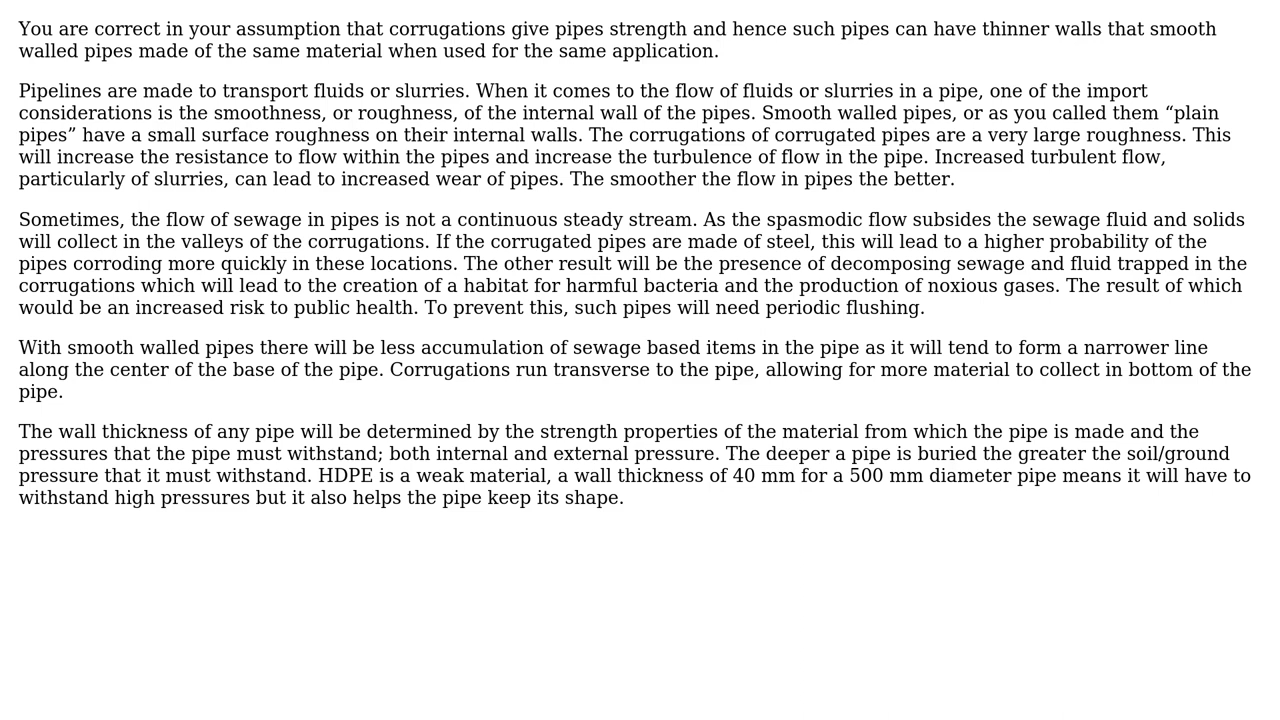 You are correct in your assumption that corrugations give pipes strength and hence such pipes can have thinner walls that smooth
walled pipes made of the same material when used for the same application.
Pipelines are made to transport fluids or slurries. When it comes to the flow of fluids or slurries in a pipe, one of the import
considerations is the smoothness, or roughness, of the internal wall of the pipes. Smooth walled pipes, or as you called them “plain
pipes” have a small surface roughness on their internal walls. The corrugations of corrugated pipes are a very large roughness. This
will increase the resistance to flow within the pipes and increase the turbulence of flow in the pipe. Increased turbulent flow,
particularly of slurries, can lead to increased wear of pipes. The smoother the flow in pipes the better.
Sometimes, the flow of sewage in pipes is not a continuous steady stream. As the spasmodic flow subsides the sewage fluid and solids
will collect in the valleys of the corrugations. If the corrugated pipes are made of steel, this will lead to a higher probability of the
pipes corroding more quickly in these locations. The other result will be the presence of decomposing sewage and fluid trapped in the
corrugations which will lead to the creation of a habitat for harmful bacteria and the production of noxious gases. The result of which
would be an increased risk to public health. To prevent this, such pipes will need periodic flushing.
With smooth walled pipes there will be less accumulation of sewage based items in the pipe as it will tend to form a narrower line
along the center of the base of the pipe. Corrugations run transverse to the pipe, allowing for more material to collect in bottom of the
pipe.
The wall thickness of any pipe will be determined by the strength properties of the material from which the pipe is made and the
pressures that the pipe must withstand; both internal and external pressure. The deeper a pipe is buried the greater the soil/ground
pressure that it must withstand. HDPE is a weak material, a wall thickness of 40 mm for a 500 mm diameter pipe means it will have to
withstand high pressures but it also helps the pipe keep its shape.